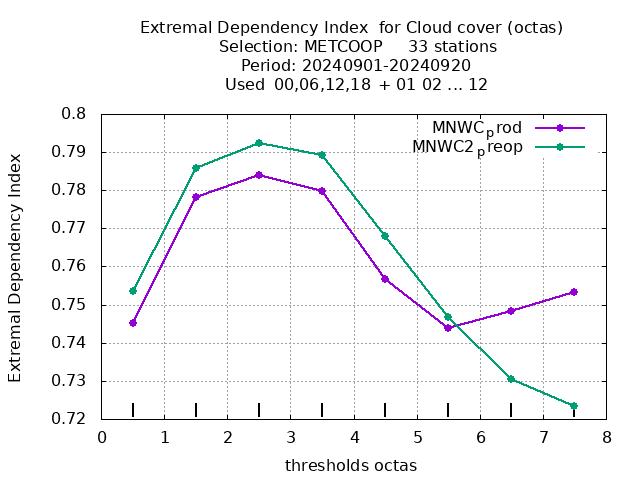 Extremal Dependency Index  for Cloud cover (octas)
Selection: METCOOP     33 stations
Period: 20240901-20240920
Used  00,06,12,18 + 01 02 ... 12
MNWCprod
MNWC2preop
Extremal Dependency Index
0.8
0.79
0.78
0.77
0.76
0.75
0.74
0.73
0.72
0 1 2 3 4 5 6 7 8
thresholds octas